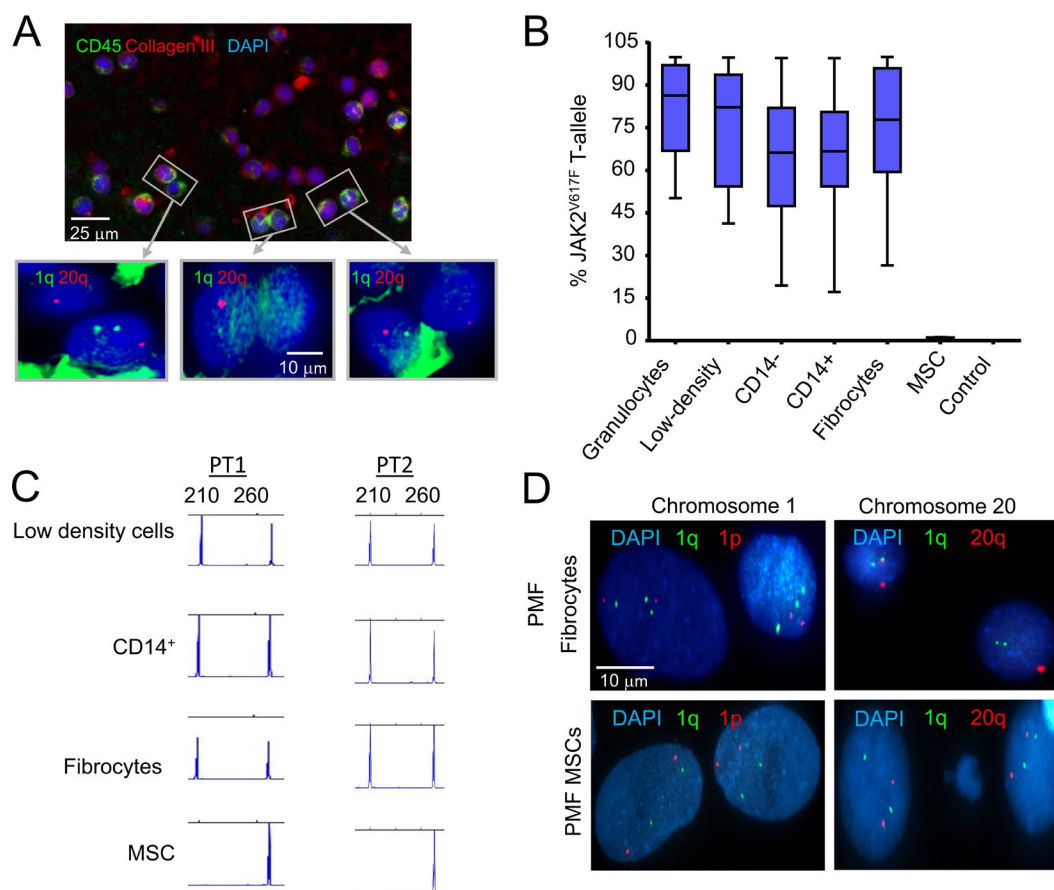 A
CD45 Collagen III DAPI
25 μm
1q 20q
1q 20q
10 μm
1q 20q
B
% JAK2V617F T-allele
105
90
75
60
45
30
15
0
Granulocytes
Low-density
CD14-
CD14+
Fibrocytes
MSC
Control
C
PT1 PT2
210 260 210 260
Low density cells
CD14+
Fibrocytes
MSC
D
Chromosome 1 Chromosome 20
PMF Fibrocytes
DAPI 1q 1p
DAPI 1q 20q
10 μm
PMF MSCs
DAPI 1q 1p
DAPI 1q 20q